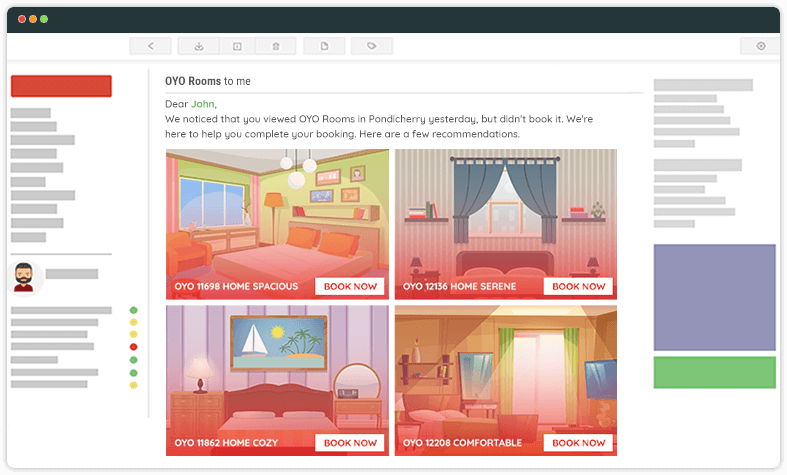 OYO Rooms to me
Dear John,
We noticed that you viewed OYO Rooms in Pondicherry yesterday, but didn't book it. We're
here to help you complete your booking. Here are a few recommendations.
OYO 11698 HOME SPACIOUS
BOOK NOW
OYO 12136 HOME SERENE
BOOK NOW
OYO 11862 HOME COZY
BOOK NOW
OYO 12208 COMFORTABLE
BOOK NOW